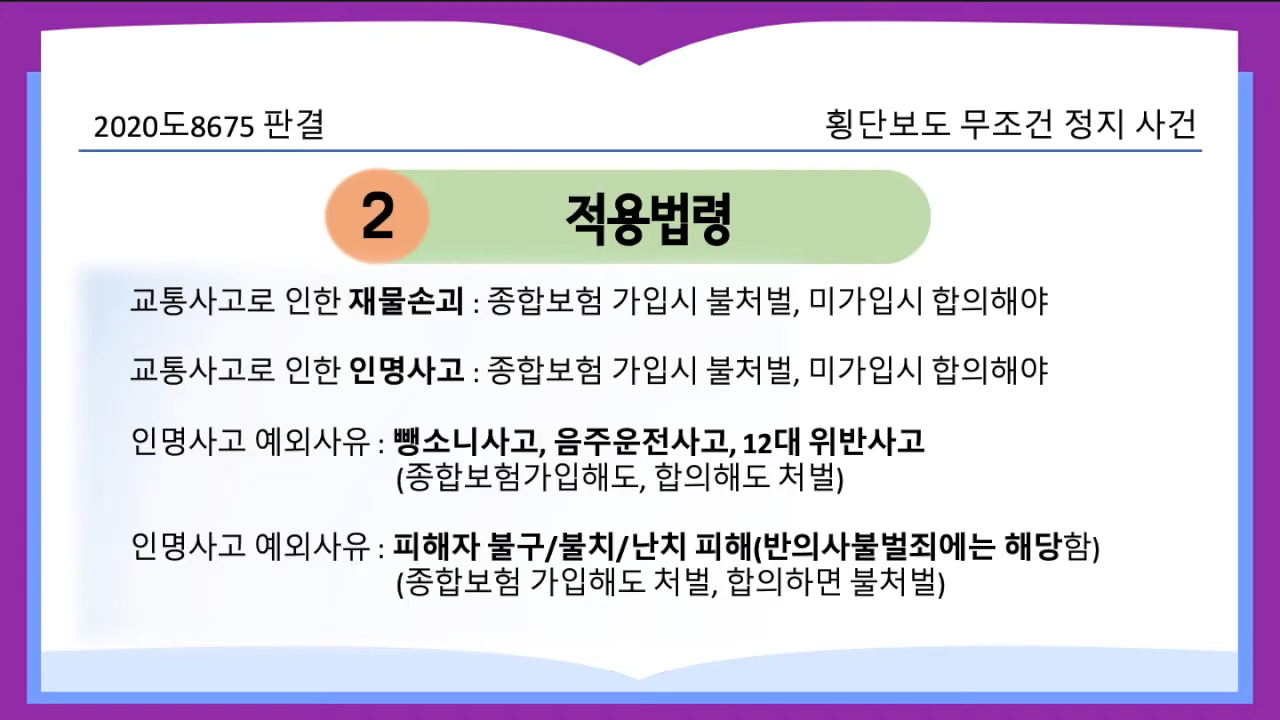 2020도8675 판결
횡단보도 무조건 정지 사건
2 적용법령
교통사고로 인한 재물손괴 : 종합보험 가입시 불처벌, 미가입시 합의해야
교통사고로 인한 인명사고 : 종합보험 가입시 불처벌, 미가입시 합의해야
인명사고 예외사유 : 뺑소니사고, 음주운전사고, 12대 위반사고
(종합보험가입해도, 합의해도 처벌)
인명사고 예외사유 : 피해자 불구/불치/난치 피해(반의사불벌죄에는 해당함)
(종합보험 가입해도 처벌, 합의하면 불처벌)